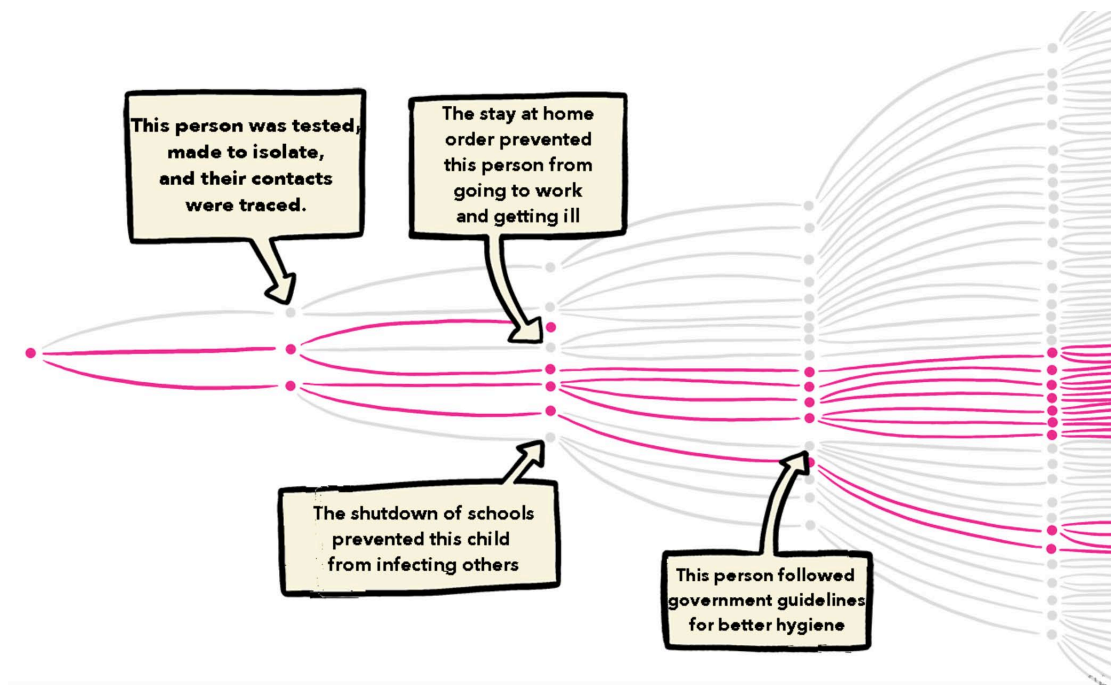 This person was tested,
made to isolate,
and their contacts
were traced.
The stay at home
order prevented
this person from
going to work
and getting ill
The shutdown of schools
prevented this child
from infecting others
This person followed
government guidelines
for better hygiene